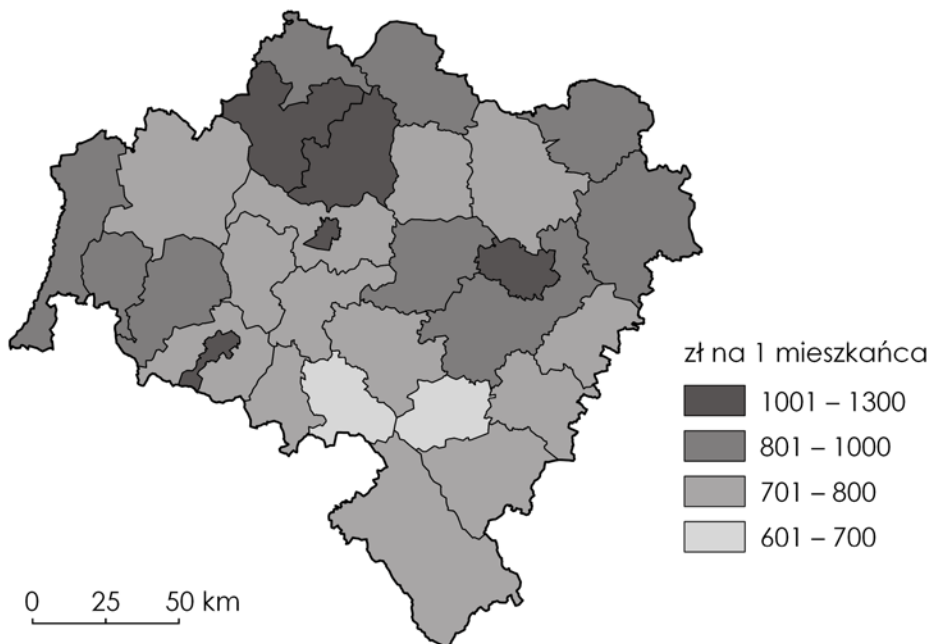 zł na 1 mieszkańca
1001 – 1300
801 – 1000
701 – 800
601 – 700
0 25 50 km